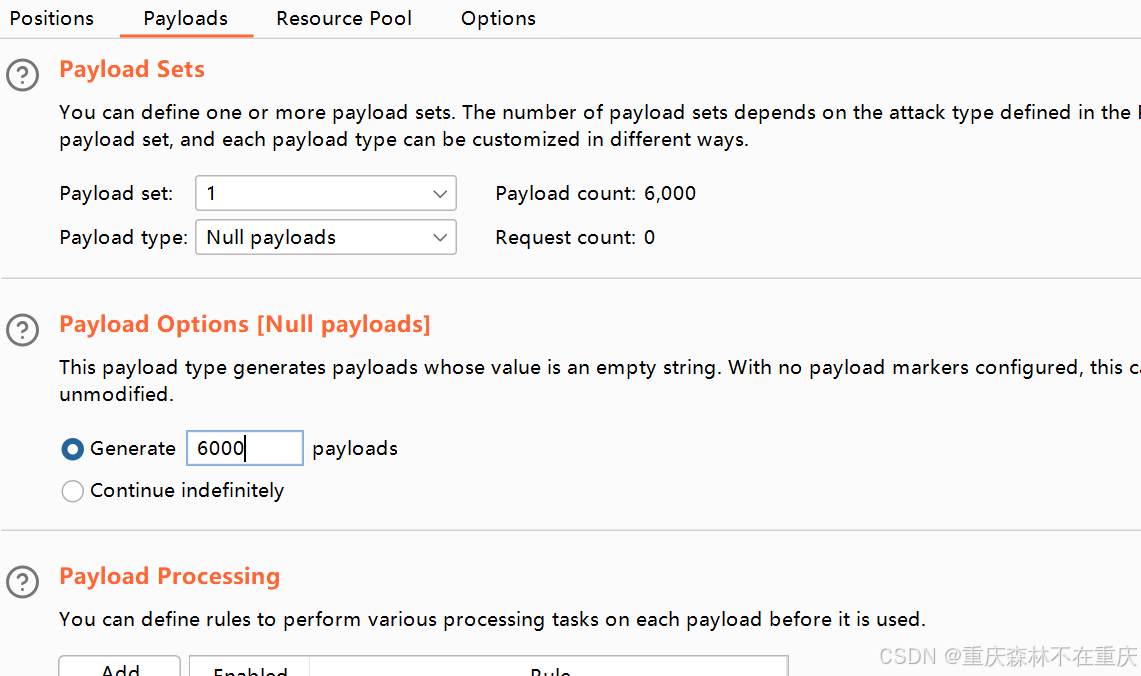 Positions Payloads Resource Pool Options
Payload Sets
You can define one or more payload sets. The number of payload sets depends on the attack type defined in the
payload set, and each payload type can be customized in different ways.
Payload set: 1 Payload count: 6,000
Payload type: Null payloads Request count: 0
Payload Options [Null payloads]
This payload type generates payloads whose value is an empty string. With no payload markers configured, this
unmodified.
Generate 6000 payloads
Continue indefinitely
Payload Processing
You can define rules to perform various processing tasks on each payload before it is used.
Add Enabled Rule
CSDN @重庆森林不在重庆